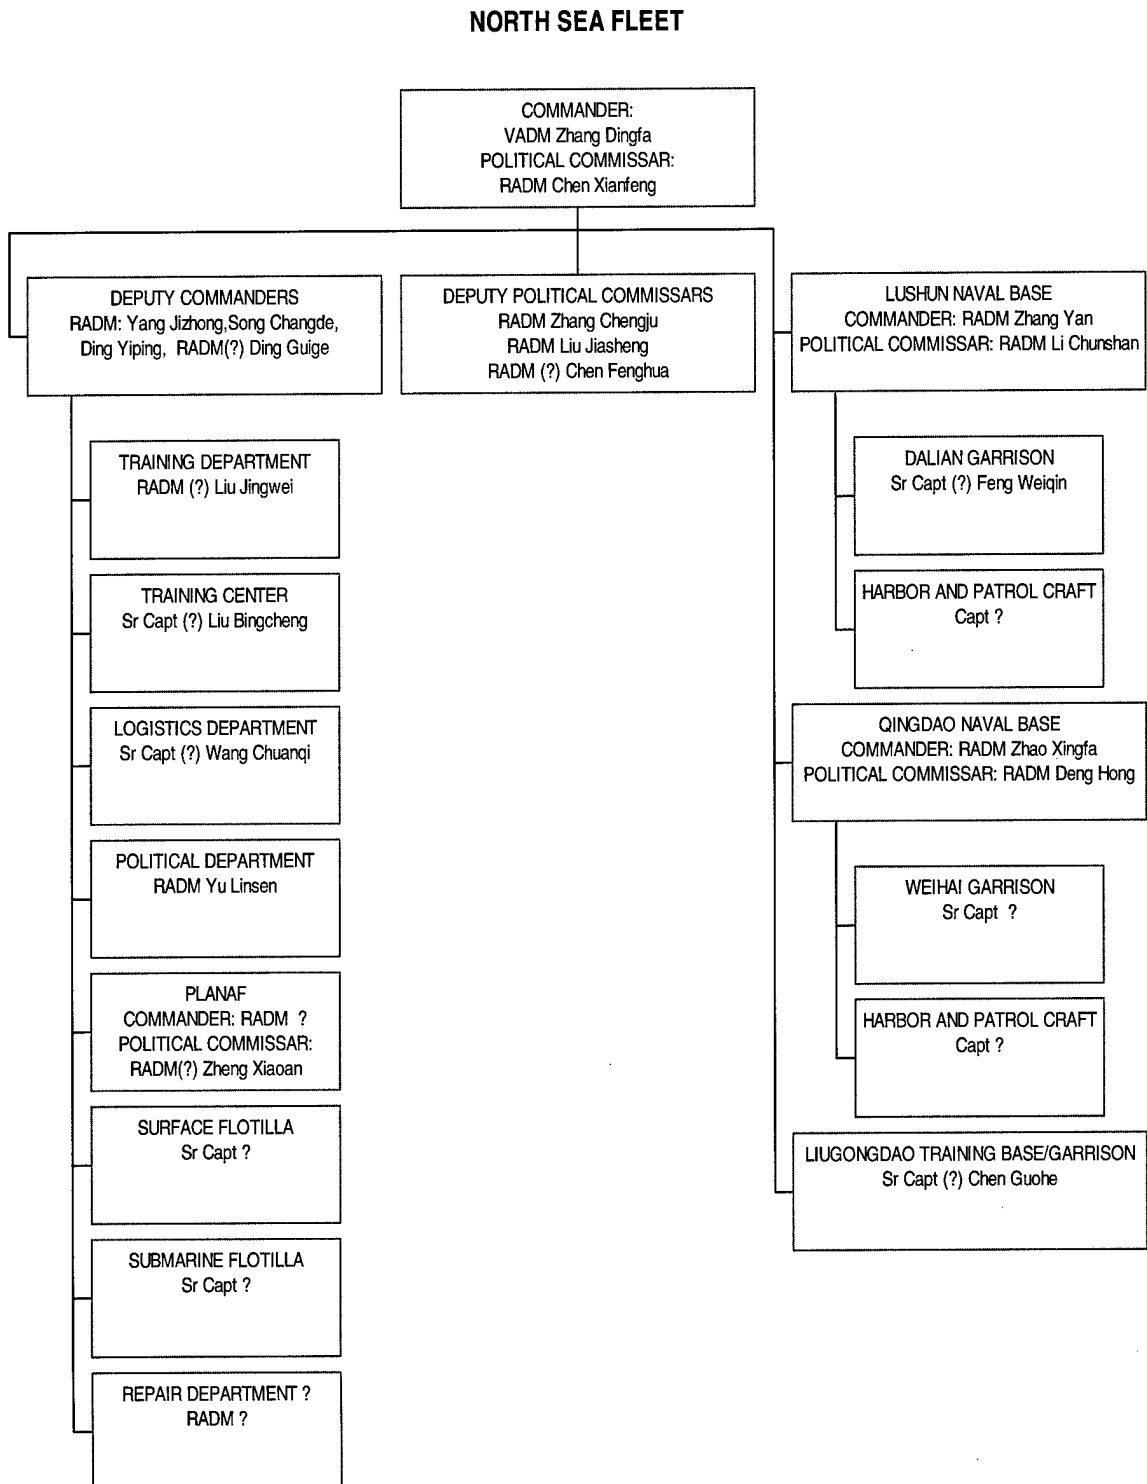 NORTH SEA FLEET
COMMANDER:
VADM Zhang Dingfa
POLITICAL COMMISSAR:
RADM Chen Xianfeng
DEPUTY COMMANDERS
RADM: Yang Jizhong,Song Changde,
Ding Yiping, RADM(?) Ding Guige
TRAINING DEPARTMENT
RADM (?) Liu Jingwei
TRAINING CENTER
Sr Capt (?) Liu Bingcheng
LOGISTICS DEPARTMENT
Sr Capt (?) Wang Chuanqi
POLITICAL DEPARTMENT
RADM Yu Linsen
PLANAF
COMMANDER: RADM ?
POLITICAL COMMISSAR:
RADM(?) Zheng Xiaoan
SURFACE FLOTILLA
Sr Capt ?
SUBMARINE FLOTILLA
Sr Capt ?
REPAIR DEPARTMENT ?
RADM ?
DEPUTY POLITICAL COMMISSARS
RADM Zhang Chengju
RADM Liu Jiasheng
RADM (?) Chen Fenghua
LUSHUN NAVAL BASE
COMMANDER: RADM Zhang Yan
POLITICAL COMMISSAR: RADM Li Chunshan
DALIAN GARRISON
Sr Capt (?) Feng Weiqin
HARBOR AND PATROL CRAFT
Capt ?
QINGDAO NAVAL BASE
COMMANDER: RADM Zhao Xingfa
POLITICAL COMMISSAR: RADM Deng Hong
WEIHAI GARRISON
Sr Capt ?
HARBOR AND PATROL CRAFT
Capt ?
LIUGONGDAO TRAINING BASE/GARRISON
Sr Capt (?) Chen Guohe